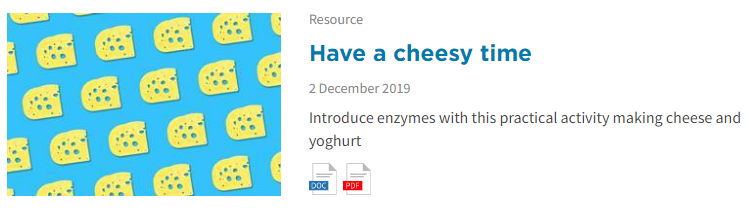 Resource
Have a cheesy time
2 December 2019
Introduce enzymes with this practical activity making cheese and
yoghurt
DOC PDF